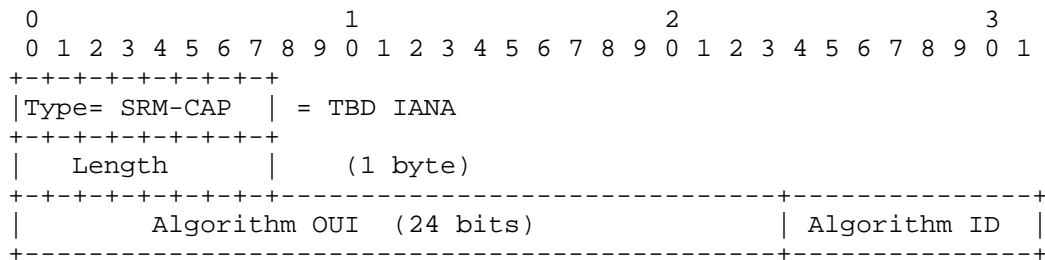 0                   1                   2                   3
 0 1 2 3 4 5 6 7 8 9 0 1 2 3 4 5 6 7 8 9 0 1 2 3 4 5 6 7 8 9 0 1
+-+-+-+-+-+-+-+-+
|Type= SRM-CAP  | = TBD IANA
+-+-+-+-+-+-+-+-+
|   Length      |    (1 byte)
+-+-+-+-+-+-+-+-+-------------------------------+---------------+
|        Algorithm OUI  (24 bits)               | Algorithm ID  |
+-----------------------------------------------+---------------+